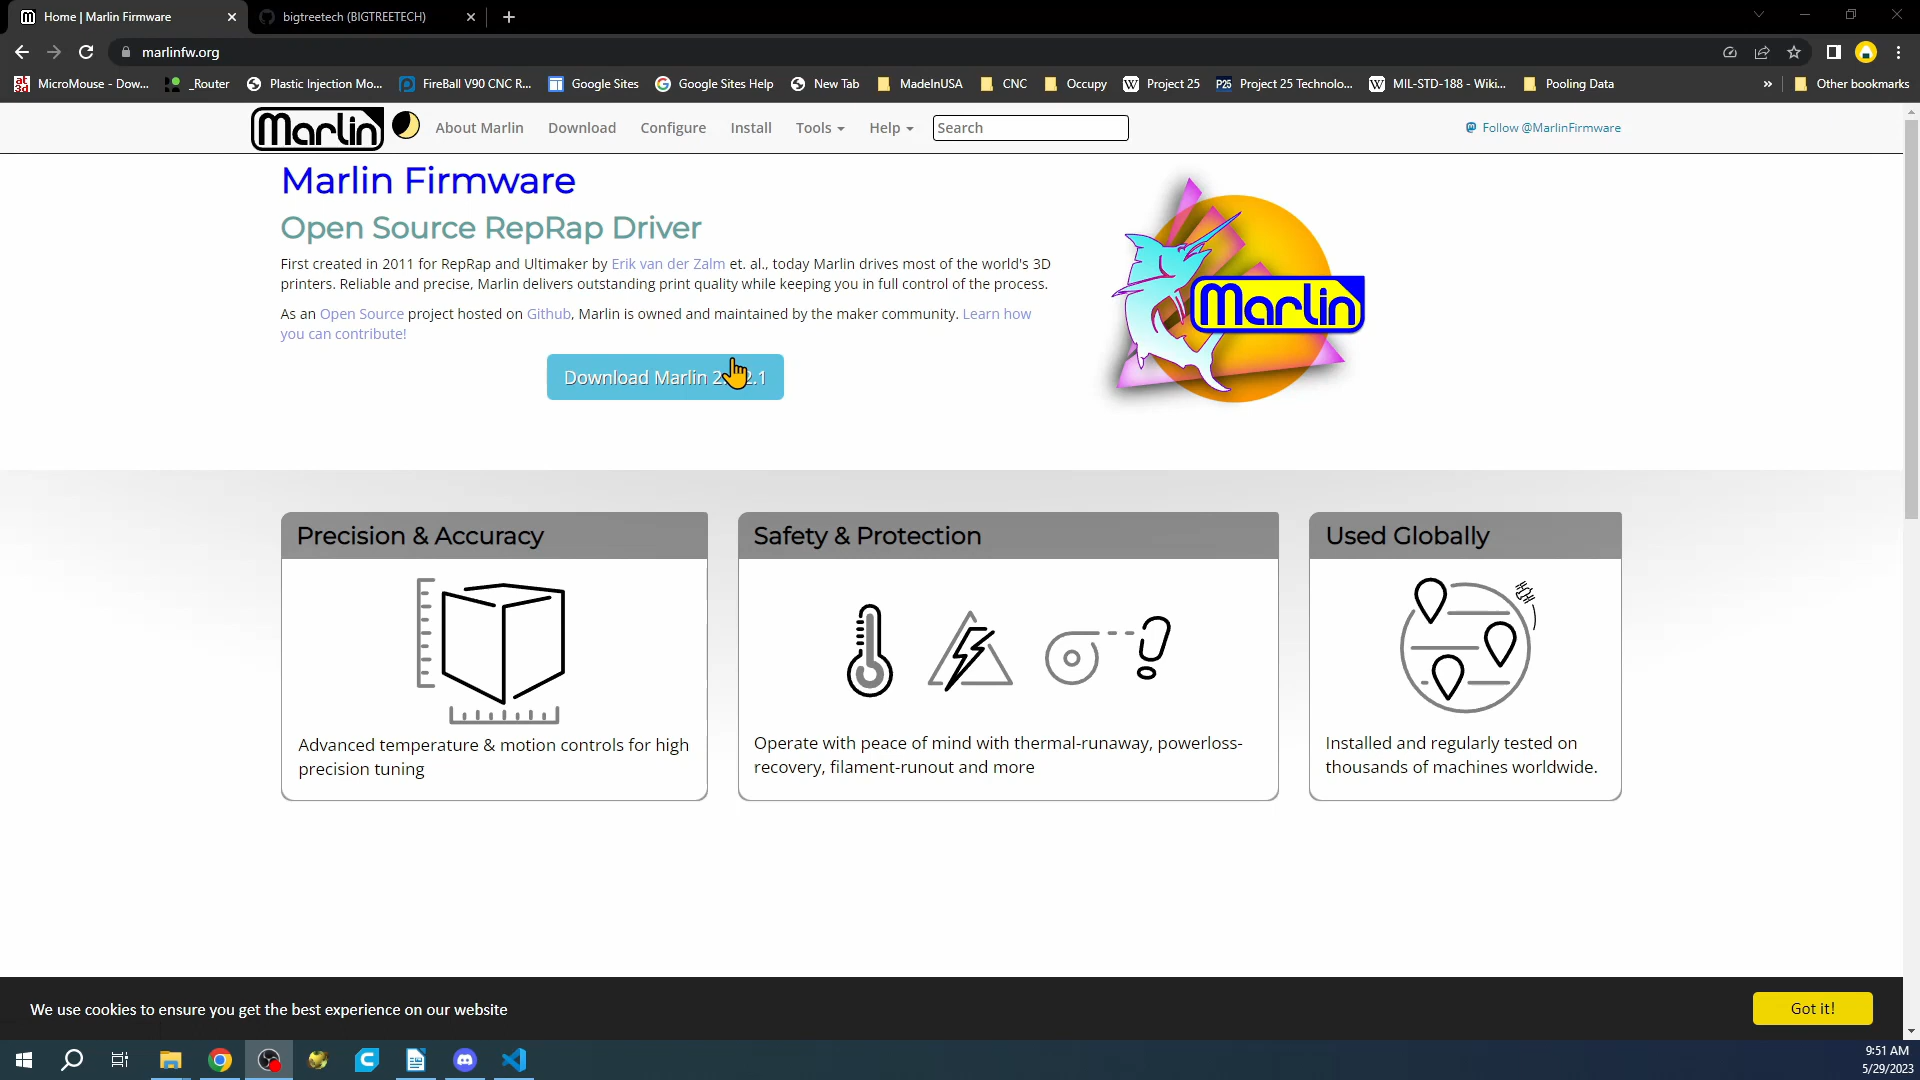 Home | Marlin Firmware
bigtreetech (BIGTREETECH)
marlinfw.org
MicroMouse - Dow...
_Router
Plastic Injection Mo...
FireBall V90 CNC R...
Google Sites
Google Sites Help
New Tab
MadeInUSA
CNC
Occupy
Project 25
P25
Project 25 Technolo...
MIL-STD-188 - Wiki...
Pooling Data
»
Other bookmarks
Marlin
About Marlin
Download
Configure
Install
Tools
Help
Search
Follow @MarlinFirmware
Marlin Firmware
Open Source RepRap Driver
First created in 2011 for RepRap and Ultimaker by Erik van der Zalm et. al., today Marlin drives most of the world's 3D
printers. Reliable and precise, Marlin delivers outstanding print quality while keeping you in full control of the process.
As an Open Source project hosted on Github, Marlin is owned and maintained by the maker community. Learn how
you can contribute!
Download Marlin
Marlin
Precision & Accuracy
Advanced temperature & motion controls for high
precision tuning
Safety & Protection
Operate with peace of mind with thermal-runaway, powerloss-
recovery, filament-runout and more
Used Globally
Installed and regularly tested on
thousands of machines worldwide.
We use cookies to ensure you get the best experience on our website
Got it!
9:51 AM
5/29/2023